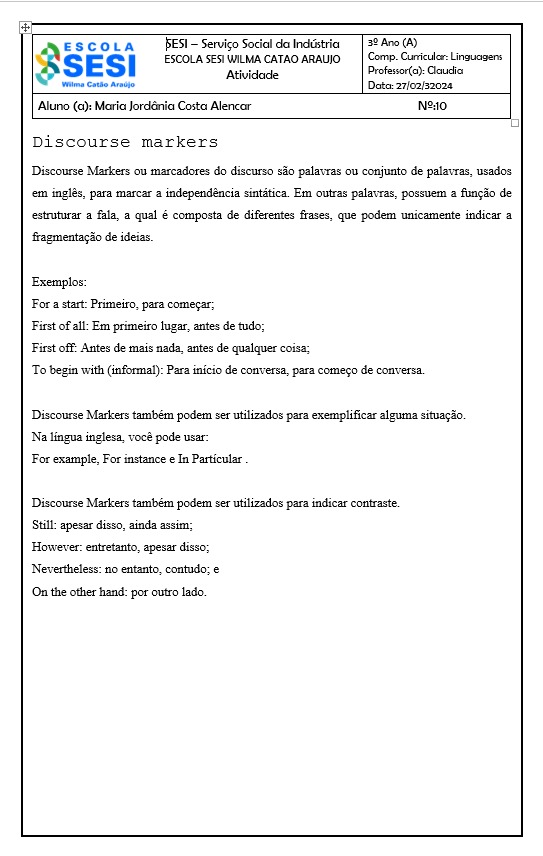 ESCOLA
SESI
Wilma Catão Araújo
SESI – Serviço Social da Indústria
ESCOLA SESI WILMA CATAO ARAUJO
Atividade
3º Ano (A)
Comp. Curricular: Linguagens
Professor(a): Claudia
Data: 27/02/32024
Aluno (a): Maria Jordânia Costa Alencar
Nº:10
Discourse markers
Discourse Markers ou marcadores do discurso são palavras ou conjunto de palavras, usados
em inglês, para marcar a independência sintática. Em outras palavras, possuem a função de
estruturar a fala, a qual é composta de diferentes frases, que podem unicamente indicar a
fragmentação de ideias.
Exemplos:
For a start: Primeiro, para começar;
First of all: Em primeiro lugar, antes de tudo;
First off: Antes de mais nada, antes de qualquer coisa;
To begin with (informal): Para início de conversa, para começo de conversa.
Discourse Markers também podem ser utilizados para exemplificar alguma situação.
Na língua inglesa, você pode usar:
For example, For instance e In Partícular .
Discourse Markers também podem ser utilizados para indicar contraste.
Still: apesar disso, ainda assim;
However: entretanto, apesar disso;
Nevertheless: no entanto, contudo; e
On the other hand: por outro lado.